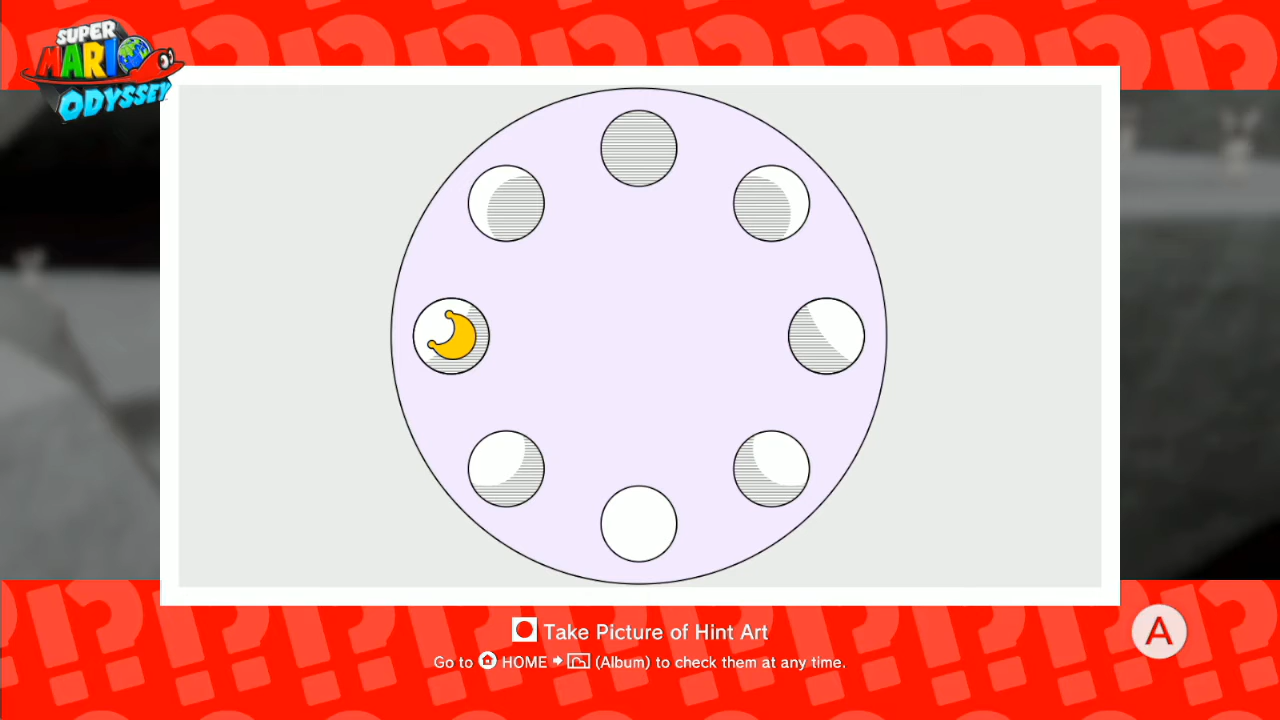 SUPER
MARIO
ODYSSEY
Take Picture of Hint Art
A
Go to HOME → (Album) to check them at any time.